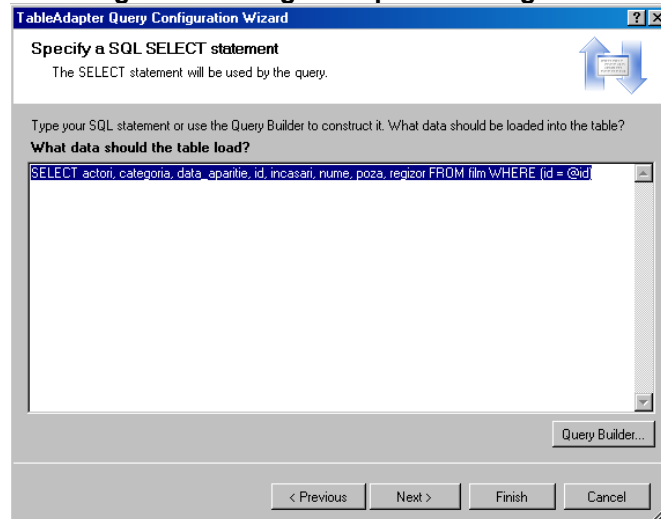 TableAdapter Query Configuration Wizard
Specify a SQL SELECT statement
The SELECT statement will be used by the query.
Type your SQL statement or use the Query Builder to construct it. What data should be loaded into the table?
What data should the table load?
SELECT actori, categoria, data_aparitie, id, incasari, nume, poza, regizor FROM film WHERE (id = @id)
Query Builder...
< Previous
Next >
Finish
Cancel